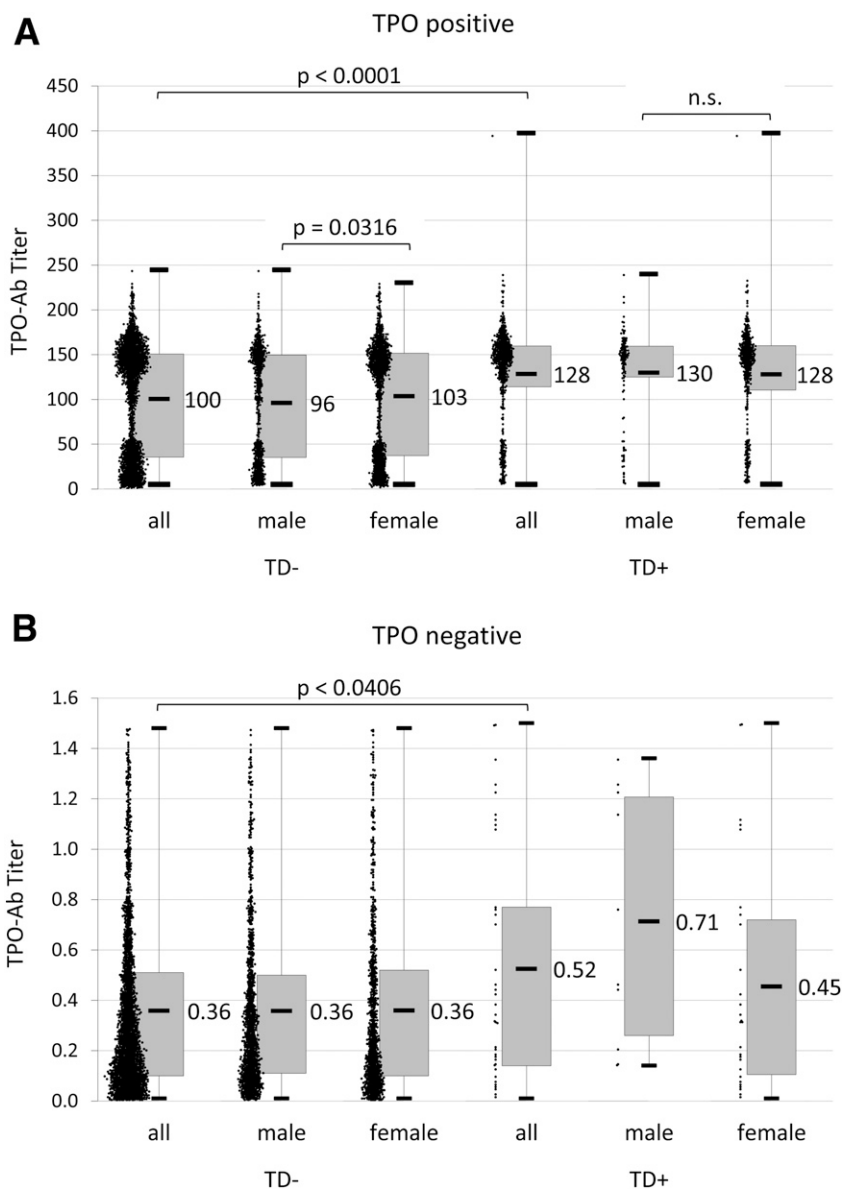 A
TPO positive
p < 0.0001
n.s.
p = 0.0316
TPO-Ab Titer
450
400
350
300
250
200
150
100
50
0
100
96
103
128
130
128
all male female all male female
TD- TD+
B
TPO negative
p < 0.0406
TPO-Ab Titer
1.6
1.4
1.2
1.0
0.8
0.6
0.4
0.2
0.0
0.36
0.36
0.36
0.52
0.71
0.45
all male female all male female
TD- TD+